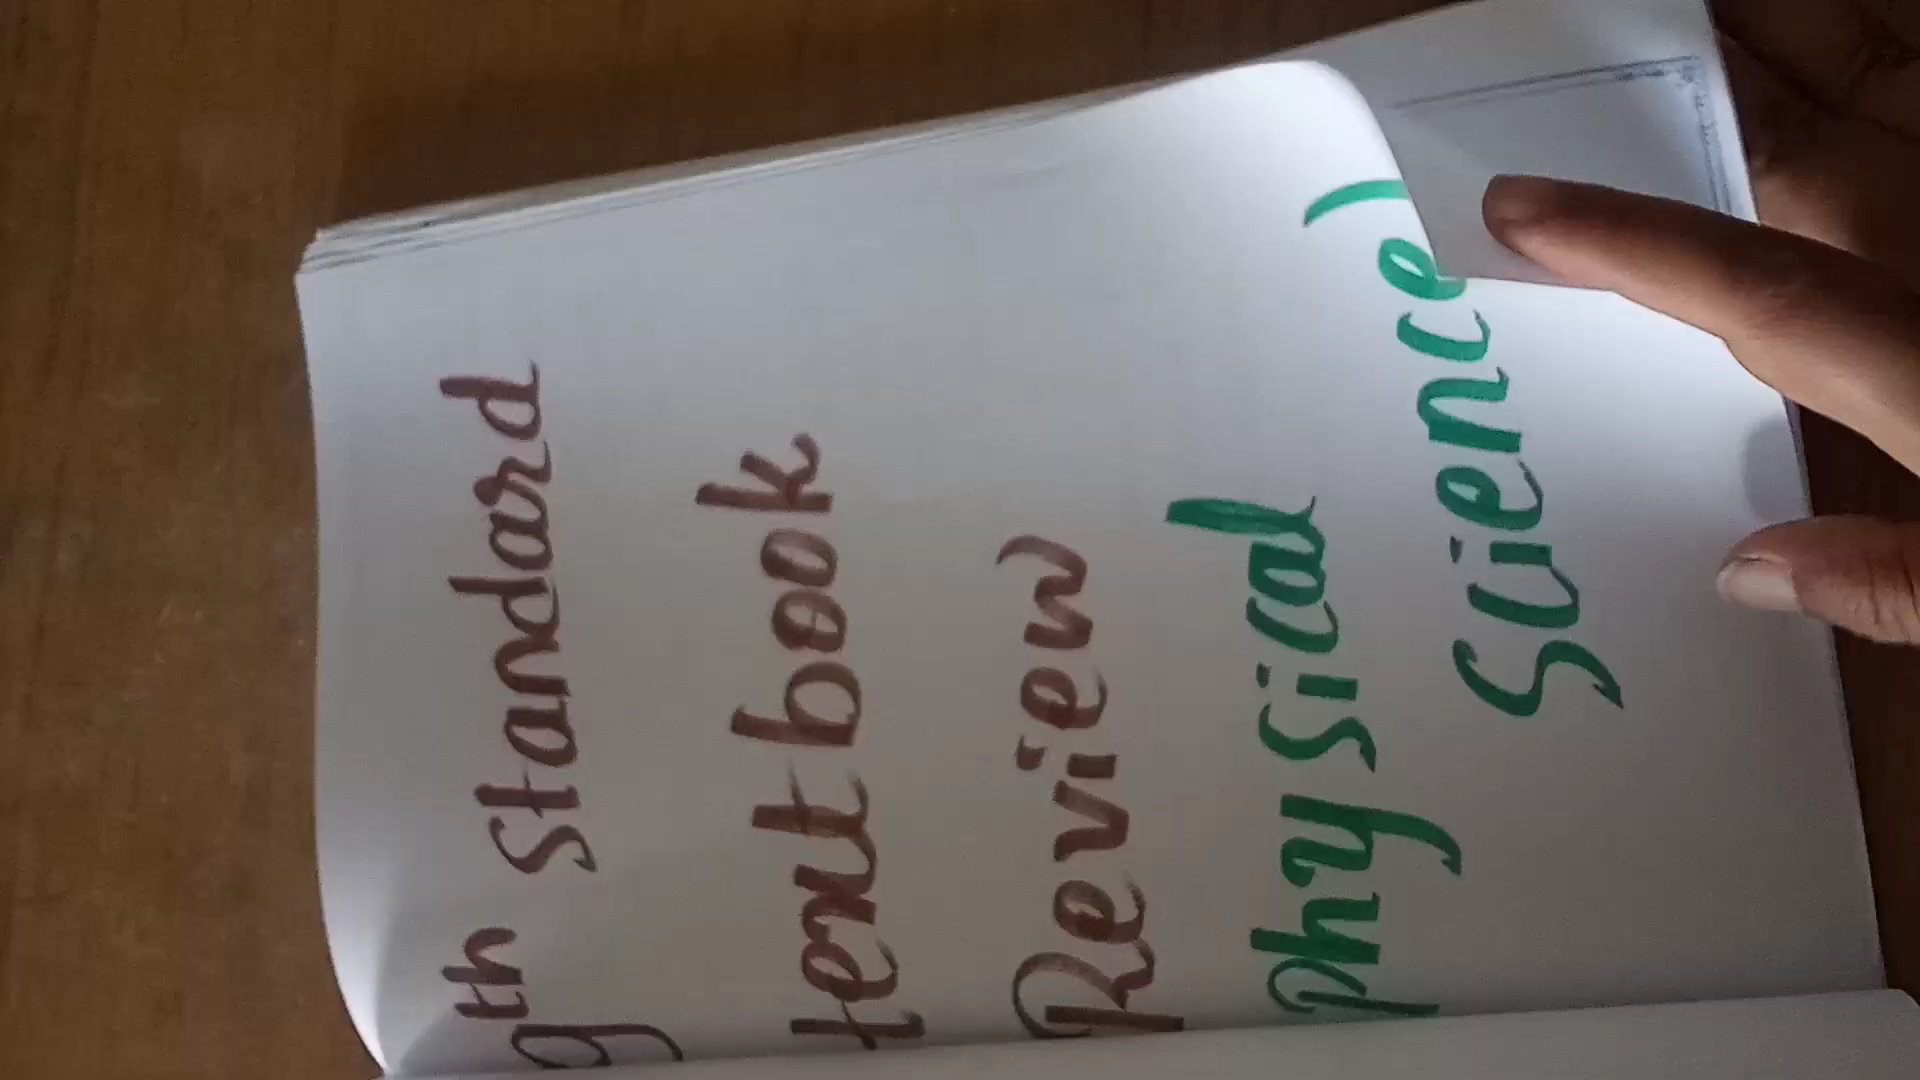 9th Standard
text book
Review
physical
Science)